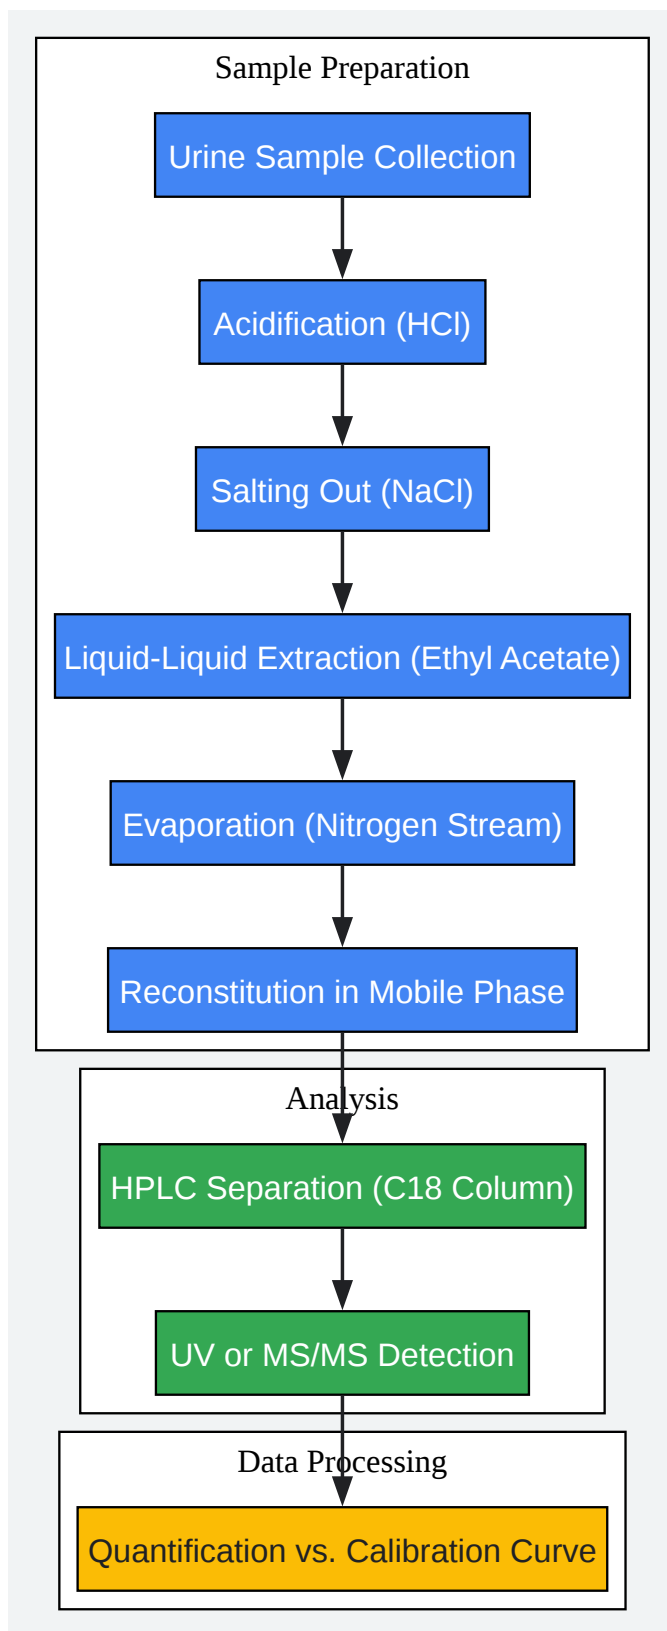 Sample Preparation
Urine Sample Collection
Acidification (HCl)
Salting Out (NaCl)
Liquid-Liquid Extraction (Ethyl Acetate)
Evaporation (Nitrogen Stream)
Reconstitution in Mobile Phase
Analysis
HPLC Separation (C18 Column)
UV or MS/MS Detection
Data Processing
Quantification vs. Calibration Curve